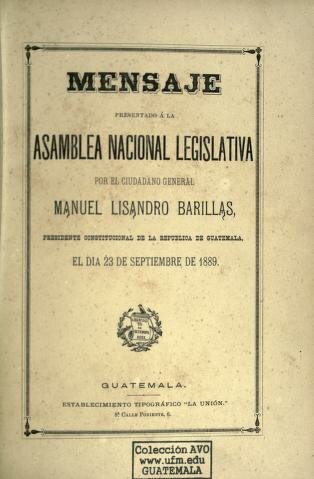 MENSAJE
PRESENTADO Á LA
ASAMBLEA NACIONAL LEGISLATIVA
POR EL CIUDADANO GENERAL
MANUEL LISANDRO BARILLAS,
PRESIDENTE CONSTITUCIONAL DE LA REPUBLICA DE GUATEMALA,
EL DIA 23 DE SEPTIEMBRE DE 1889.
GUATEMALA.
ESTABLECIMIENTO TIPOGRÁFICO "LA UNIÓN."
8ª CALLE PONIENTE, 6.
Colección AVO
www.ufm.edu
GUATEMALA